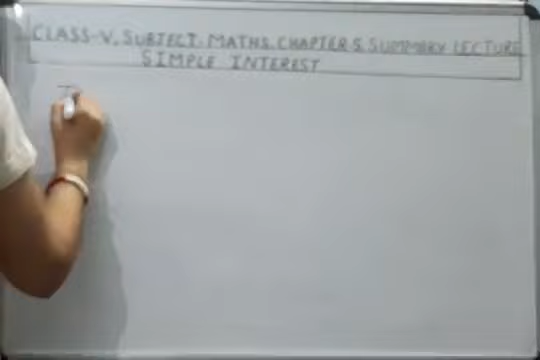 CLASS-V, SUBJECT: MATHS, CHAPTER 5, SUMMARY LECTURE
SIMPLE INTEREST